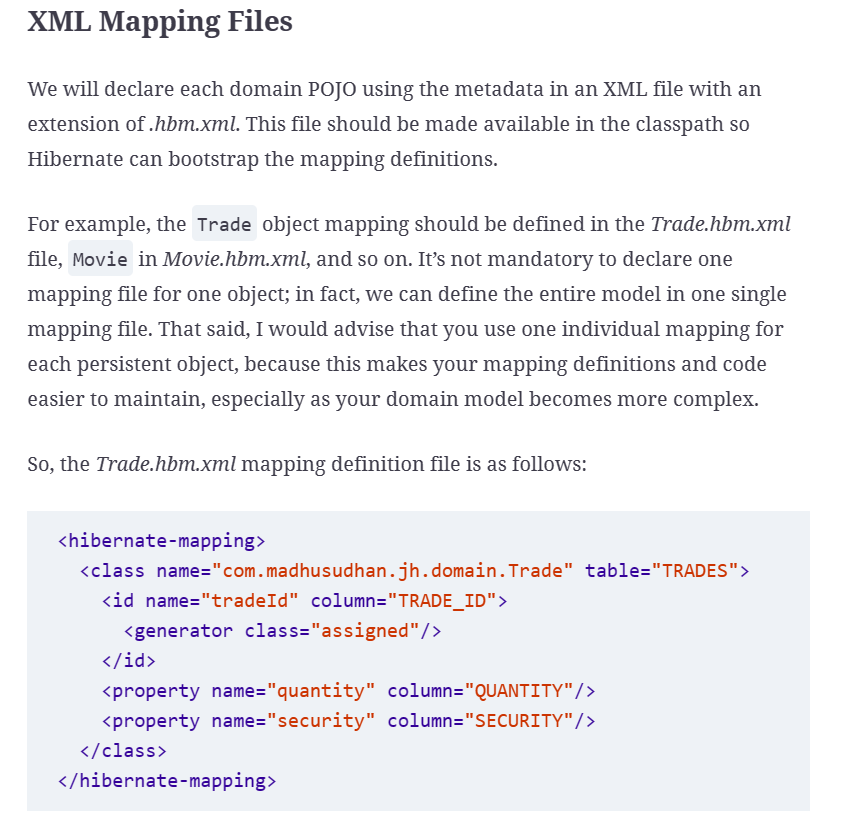 XML Mapping Files
We will declare each domain POJO using the metadata in an XML file with an
extension of .hbm.xml. This file should be made available in the classpath so
Hibernate can bootstrap the mapping definitions.
For example, the Trade object mapping should be defined in the Trade.hbm.xml
file, Movie in Movie.hbm.xml, and so on. It’s not mandatory to declare one
mapping file for one object; in fact, we can define the entire model in one single
mapping file. That said, I would advise that you use one individual mapping for
each persistent object, because this makes your mapping definitions and code
easier to maintain, especially as your domain model becomes more complex.
So, the Trade.hbm.xml mapping definition file is as follows:
<hibernate-mapping>
  <class name="com.madhusudhan.jh.domain.Trade" table="TRADES">
    <id name="tradeId" column="TRADE_ID">
      <generator class="assigned"/>
    </id>
    <property name="quantity" column="QUANTITY"/>
    <property name="security" column="SECURITY"/>
  </class>
</hibernate-mapping>